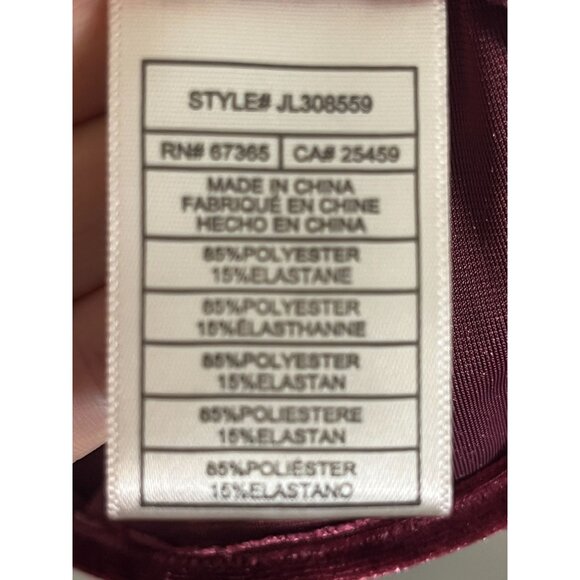 STYLE# JL308559
RN# 67365 CA# 25459
MADE IN CHINA
FABRIQUÉ EN CHINE
HECHO EN CHINA
85%POLYESTER
15%ELASTANE
85%POLYESTER
15%ÉLASTHANNE
85%POLYESTER
15%ELASTAN
85%POLIESTERE
15%ELASTAN
85%POLIÉSTER
15%ELASTANO